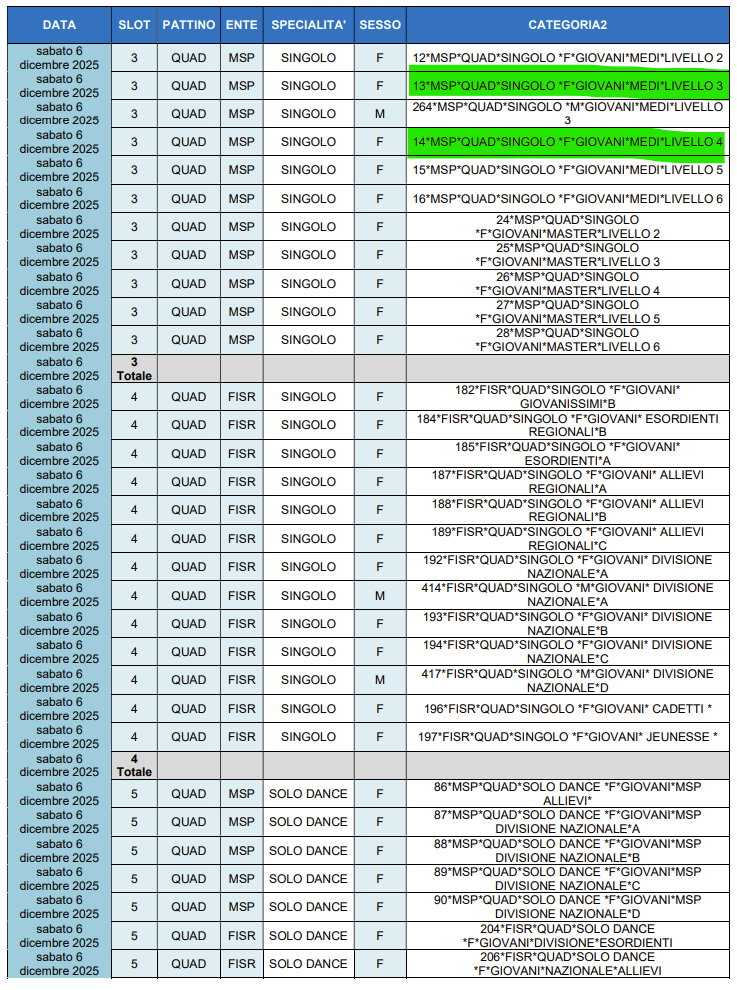 DATA SLOT PATTINO ENTE SPECIALITA' SESSO CATEGORIA2
sabato 6
dicembre 2025 3 QUAD MSP SINGOLO F 12*MSP*QUAD*SINGOLO *F*GIOVANI*MEDI*LIVELLO 2
sabato 6
dicembre 2025 3 QUAD MSP SINGOLO F 13*MSP*QUAD*SINGOLO *F*GIOVANI*MEDI*LIVELLO 3
sabato 6
dicembre 2025 3 QUAD MSP SINGOLO M 264*MSP*QUAD*SINGOLO *M*GIOVANI*MEDI*LIVELLO
3
sabato 6
dicembre 2025 3 QUAD MSP SINGOLO F 14*MSP*QUAD*SINGOLO *F*GIOVANI*MEDI*LIVELLO 4
sabato 6
dicembre 2025 3 QUAD MSP SINGOLO F 15*MSP*QUAD*SINGOLO *F*GIOVANI*MEDI*LIVELLO 5
sabato 6
dicembre 2025 3 QUAD MSP SINGOLO F 16*MSP*QUAD*SINGOLO *F*GIOVANI*MEDI*LIVELLO 6
sabato 6
dicembre 2025 3 QUAD MSP SINGOLO F 24*MSP*QUAD*SINGOLO
*F*GIOVANI*MASTER*LIVELLO 2
sabato 6
dicembre 2025 3 QUAD MSP SINGOLO F 25*MSP*QUAD*SINGOLO
*F*GIOVANI*MASTER*LIVELLO 3
sabato 6
dicembre 2025 3 QUAD MSP SINGOLO F 26*MSP*QUAD*SINGOLO
*F*GIOVANI*MASTER*LIVELLO 4
sabato 6
dicembre 2025 3 QUAD MSP SINGOLO F 27*MSP*QUAD*SINGOLO
*F*GIOVANI*MASTER*LIVELLO 5
sabato 6
dicembre 2025 3 QUAD MSP SINGOLO F 28*MSP*QUAD*SINGOLO
*F*GIOVANI*MASTER*LIVELLO 6
sabato 6
dicembre 2025 3
Totale
sabato 6
dicembre 2025 4 QUAD FISR SINGOLO F 182*FISR*QUAD*SINGOLO *F*GIOVANI*
GIOVANISSIMI*B
sabato 6
dicembre 2025 4 QUAD FISR SINGOLO F 184*FISR*QUAD*SINGOLO *F*GIOVANI* ESORDIENTI
REGIONALI*B
sabato 6
dicembre 2025 4 QUAD FISR SINGOLO F 185*FISR*QUAD*SINGOLO *F*GIOVANI*
ESORDIENTI*A
sabato 6
dicembre 2025 4 QUAD FISR SINGOLO F 187*FISR*QUAD*SINGOLO *F*GIOVANI* ALLIEVI
REGIONALI*A
sabato 6
dicembre 2025 4 QUAD FISR SINGOLO F 188*FISR*QUAD*SINGOLO *F*GIOVANI* ALLIEVI
REGIONALI*B
sabato 6
dicembre 2025 4 QUAD FISR SINGOLO F 189*FISR*QUAD*SINGOLO *F*GIOVANI* ALLIEVI
REGIONALI*C
sabato 6
dicembre 2025 4 QUAD FISR SINGOLO F 192*FISR*QUAD*SINGOLO *F*GIOVANI* DIVISIONE
NAZIONALE*A
sabato 6
dicembre 2025 4 QUAD FISR SINGOLO M 414*FISR*QUAD*SINGOLO *M*GIOVANI* DIVISIONE
NAZIONALE*A
sabato 6
dicembre 2025 4 QUAD FISR SINGOLO F 193*FISR*QUAD*SINGOLO *F*GIOVANI* DIVISIONE
NAZIONALE*B
sabato 6
dicembre 2025 4 QUAD FISR SINGOLO F 194*FISR*QUAD*SINGOLO *F*GIOVANI* DIVISIONE
NAZIONALE*C
sabato 6
dicembre 2025 4 QUAD FISR SINGOLO M 417*FISR*QUAD*SINGOLO *M*GIOVANI* DIVISIONE
NAZIONALE*D
sabato 6
dicembre 2025 4 QUAD FISR SINGOLO F 196*FISR*QUAD*SINGOLO *F*GIOVANI* CADETTI *
sabato 6
dicembre 2025 4 QUAD FISR SINGOLO F 197*FISR*QUAD*SINGOLO *F*GIOVANI* JEUNESSE *
sabato 6
dicembre 2025 4
Totale
sabato 6
dicembre 2025 5 QUAD MSP SOLO DANCE F 86*MSP*QUAD*SOLO DANCE *F*GIOVANI*MSP
ALLIEVI*
sabato 6
dicembre 2025 5 QUAD MSP SOLO DANCE F 87*MSP*QUAD*SOLO DANCE *F*GIOVANI*MSP
DIVISIONE NAZIONALE*A
sabato 6
dicembre 2025 5 QUAD MSP SOLO DANCE F 88*MSP*QUAD*SOLO DANCE *F*GIOVANI*MSP
DIVISIONE NAZIONALE*B
sabato 6
dicembre 2025 5 QUAD MSP SOLO DANCE F 89*MSP*QUAD*SOLO DANCE *F*GIOVANI*MSP
DIVISIONE NAZIONALE*C
sabato 6
dicembre 2025 5 QUAD MSP SOLO DANCE F 90*MSP*QUAD*SOLO DANCE *F*GIOVANI*MSP
DIVISIONE NAZIONALE*D
sabato 6
dicembre 2025 5 QUAD FISR SOLO DANCE F 204*FISR*QUAD*SOLO DANCE
*F*GIOVANI*DIVISIONE*ESORDIENTI
sabato 6
dicembre 2025 5 QUAD FISR SOLO DANCE F 206*FISR*QUAD*SOLO DANCE
*F*GIOVANI*NAZIONALE*ALLIEVI